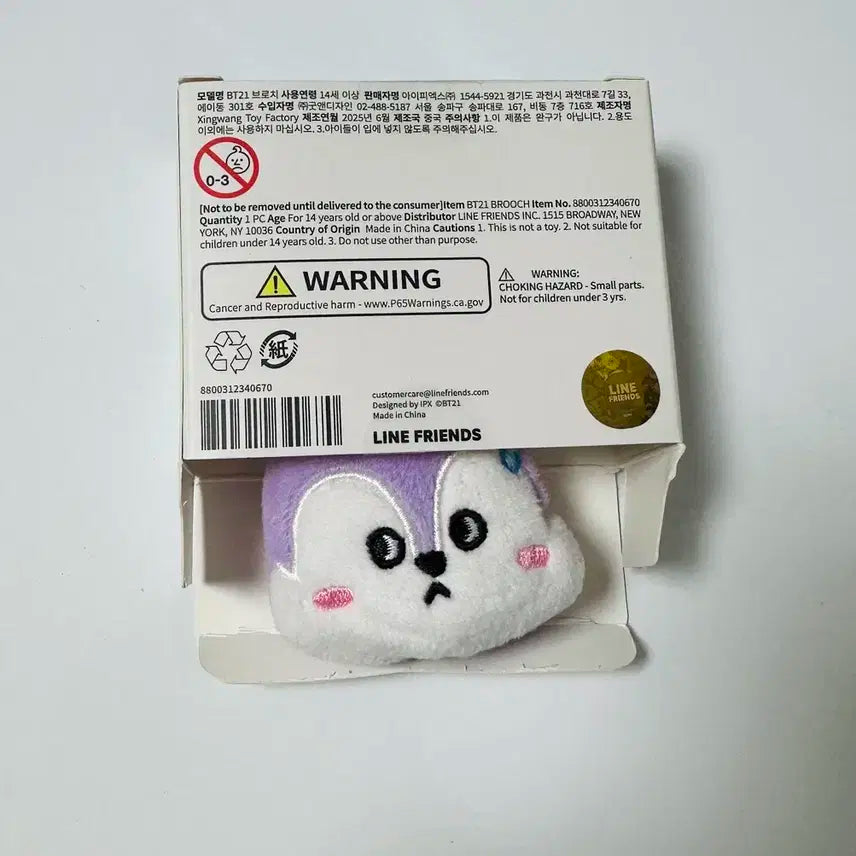 모델명 BT21 브로치 사용연령 14세 이상 판매자명 아이피엑스㈜ 1544-5921 경기도 과천시 과천대로 7길 33,
에이동 301호 수입자명 ㈜굿앤디자인 02-488-5187 서울 송파구 송파대로 167, 비동 7층 716호 제조자명
Xingwang Toy Factory 제조연월 2025년 6월 제조국 중국 주의사항 1.이 제품은 완구가 아닙니다. 2.용도
이외에는 사용하지 마십시오. 3.아이들이 입에 넣지 않도록 주의해주십시오.
0-3
[Not to be removed until delivered to the consumer]Item BT21 BROOCH Item No. 8800312340670
Quantity 1 PC Age For 14 years old or above Distributor LINE FRIENDS INC. 1515 BROADWAY, NEW
YORK, NY 10036 Country of Origin Made in China Cautions 1. This is not a toy. 2. Not suitable for
children under 14 years old. 3. Do not use other than purpose.
WARNING
Cancer and Reproductive harm - www.P65Warnings.ca.gov
WARNING:
CHOKING HAZARD - Small parts.
Not for children under 3 yrs.
紙
8800312340670
customercare@linefriends.com
Designed by IPX ©BT21
Made in China
LINE FRIENDS
LINE
FRIENDS